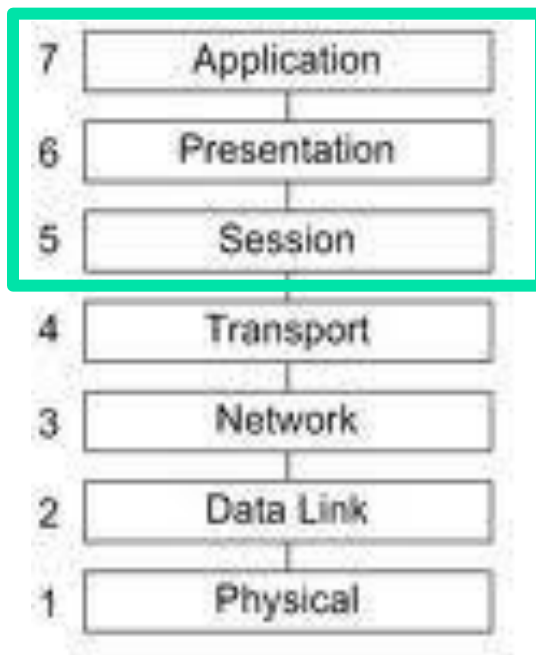 7 Application
6 Presentation
5 Session
4 Transport
3 Network
2 Data Link
1 Physical